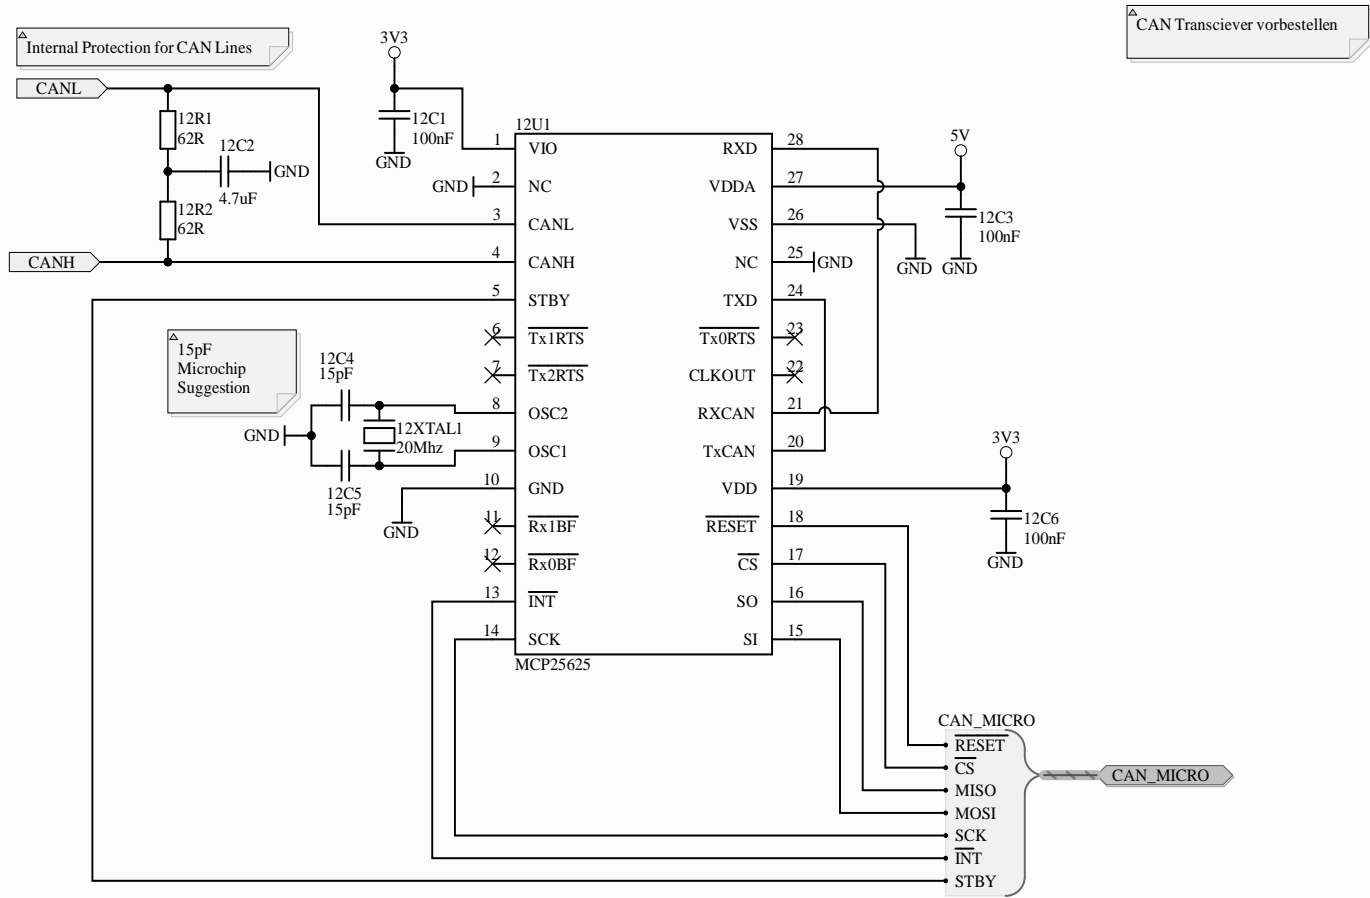 Internal Protection for CAN Lines
CAN Transciever vorbestellen
CANL
12R1
62R
12C2
4.7uF
GND
12R2
62R
CANH
3V3
12C1
100nF
GND
12U1
1 VIO
GND 2 NC
3 CANL
4 CANH
5 STBY
6 Tx1RTS
7 Tx2RTS
8 OSC2
9 OSC1
10 GND
11 Rx1BF
12 Rx0BF
13 INT
14 SCK
RXD 28
VDDA 27
VSS 26
NC 25 GND
TXD 24
Tx0RTS 23
CLKOUT 22
RXCAN 21
TxCAN 20
VDD 19
RESET 18
CS 17
SO 16
SI 15
MCP25625
5V
12C3
100nF
GND
GND
15pF
Microchip
Suggestion
12C4
15pF
GND
12XTAL1
20Mhz
12C5
15pF
GND
3V3
12C6
100nF
GND
CAN_MICRO
RESET
CS
MISO
MOSI
SCK
INT
STBY
CAN_MICRO